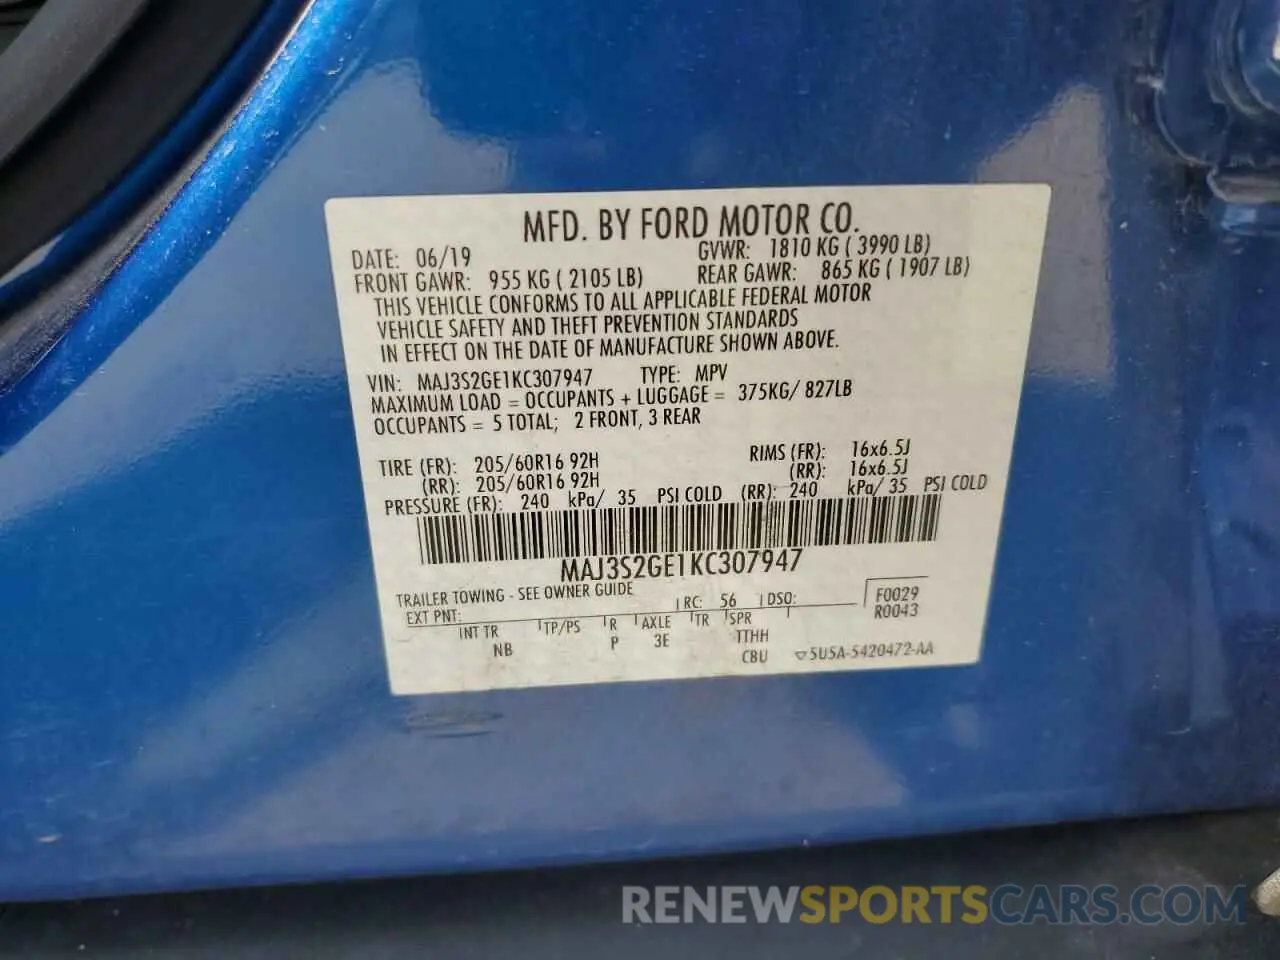 MFD. BY FORD MOTOR CO.
DATE: 06/19 GVWR: 1810 KG ( 3990 LB)
FRONT GAWR: 955 KG ( 2105 LB) REAR GAWR: 865 KG ( 1907 LB)
THIS VEHICLE CONFORMS TO ALL APPLICABLE FEDERAL MOTOR
VEHICLE SAFETY AND THEFT PREVENTION STANDARDS
IN EFFECT ON THE DATE OF MANUFACTURE SHOWN ABOVE.
VIN: MAJ3S2GE1KC307947 TYPE: MPV
MAXIMUM LOAD = OCCUPANTS + LUGGAGE = 375KG/ 827LB
OCCUPANTS = 5 TOTAL; 2 FRONT, 3 REAR
TIRE (FR): 205/60R16 92H RIMS (FR): 16x6.5J
(RR): 205/60R16 92H (RR): 16x6.5J
PRESSURE (FR): 240 kPa/ 35 PSI COLD (RR): 240 kPa/ 35 PSI COLD
MAJ3S2GE1KC307947
TRAILER TOWING - SEE OWNER GUIDE
EXT PNT: RC: 56 DSO: F0029
R0043
INT TR TP/PS R AXLE TR SPR
NB P 3E TTHH
CBU ▽5U5A-5420472-AA
RENEWSPORTSCARS.COM